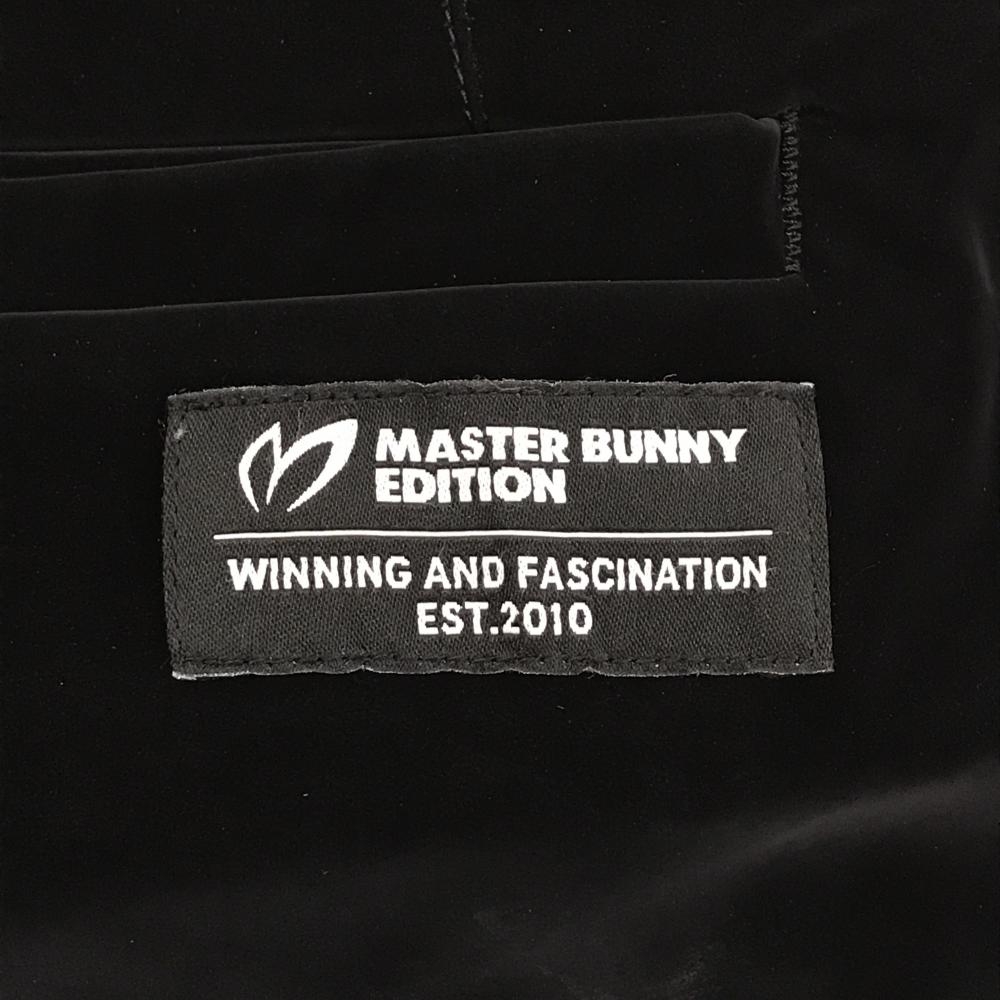 MASTER BUNNY
EDITION
WINNING AND FASCINATION
EST.2010